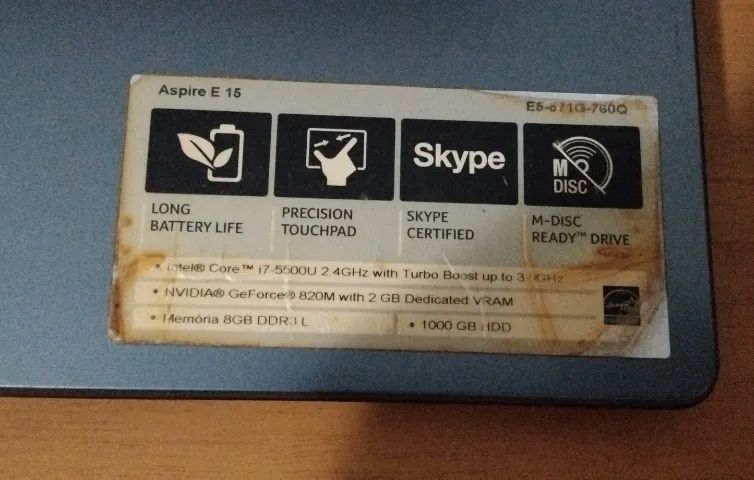 Aspire E 15
E5-571G-760Q
M
DISC
Skype
LONG
BATTERY LIFE
PRECISION
TOUCHPAD
SKYPE
CERTIFIED
M-DISC
READY™ DRIVE
• Intel® Core™ i7-5500U 2.4GHz with Turbo Boost up to
• NVIDIA® GeForce® 820M with 2 GB Dedicated VRAM
• Memória 8GB DDR3 L
• 1000 GB HDD